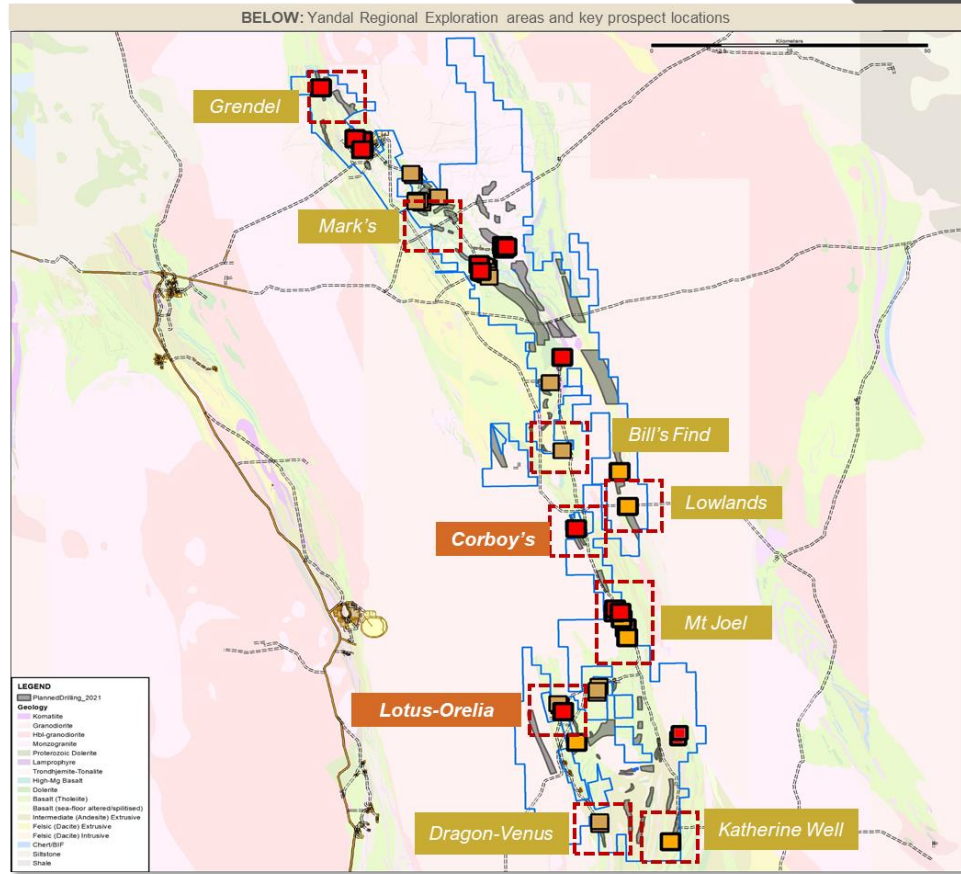 BELOW: Yandal Regional Exploration areas and key prospect locations
Kilometers
Grendel
Mark's
Bill's Find
Lowlands
Corboy's
Mt Joel
Lotus-Orelia
Dragon-Venus
Katherine Well
LEGEND
PlannedDrilling_2021
Geology
Komatite
Granodiorite
Hbl-granodiorite
Monzogranite
Proterozoic Dolerite
Lamprophyre
Trondhjemite-Tonalite
High-Mg Basalt
Dolerite
Basalt (Tholeiite)
Basalt (sea-floor altered/spilitised)
Intermediate (Andesite) Extrusive
Felsic (Dacite) Extrusive
Felsic (Dacite) Intrusive
Chert/BIF
Siltstone
Shale